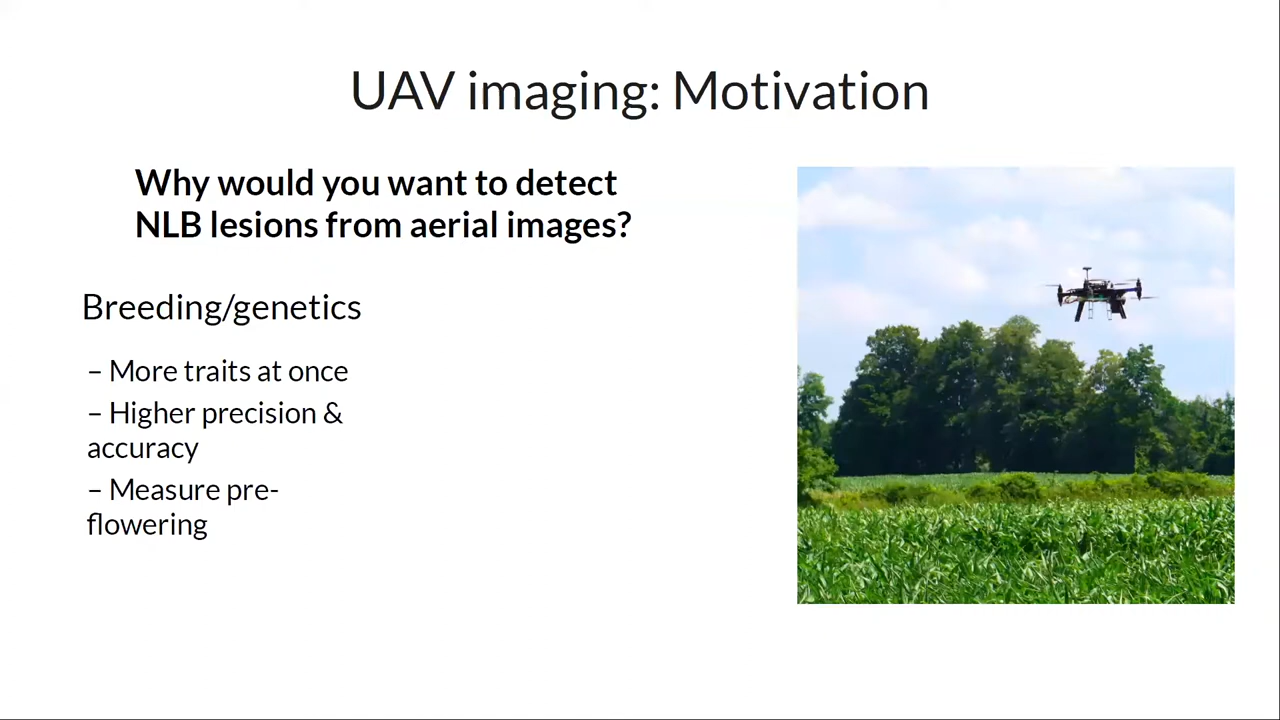 UAV imaging: Motivation
Why would you want to detect
NLB lesions from aerial images?
Breeding/genetics
– More traits at once
– Higher precision &
accuracy
– Measure pre-
flowering